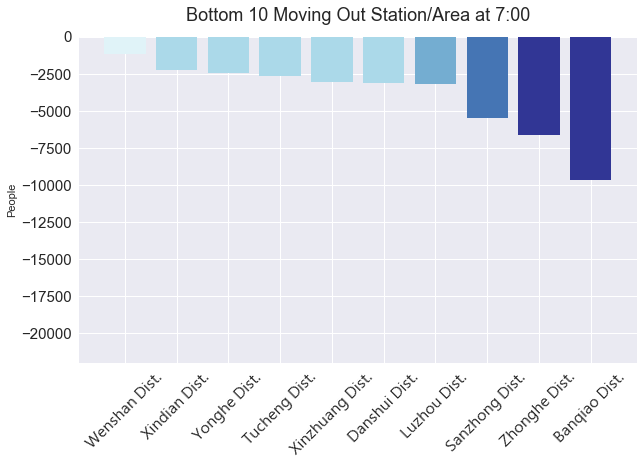 Bottom 10 Moving Out Station/Area at 7:00
People
0
−2500
−5000
−7500
−10000
−12500
−15000
−17500
−20000
Wenshan Dist.
Xindian Dist.
Yonghe Dist.
Tucheng Dist.
Xinzhuang Dist.
Danshui Dist.
Luzhou Dist.
Sanzhong Dist.
Zhonghe Dist.
Banqiao Dist.